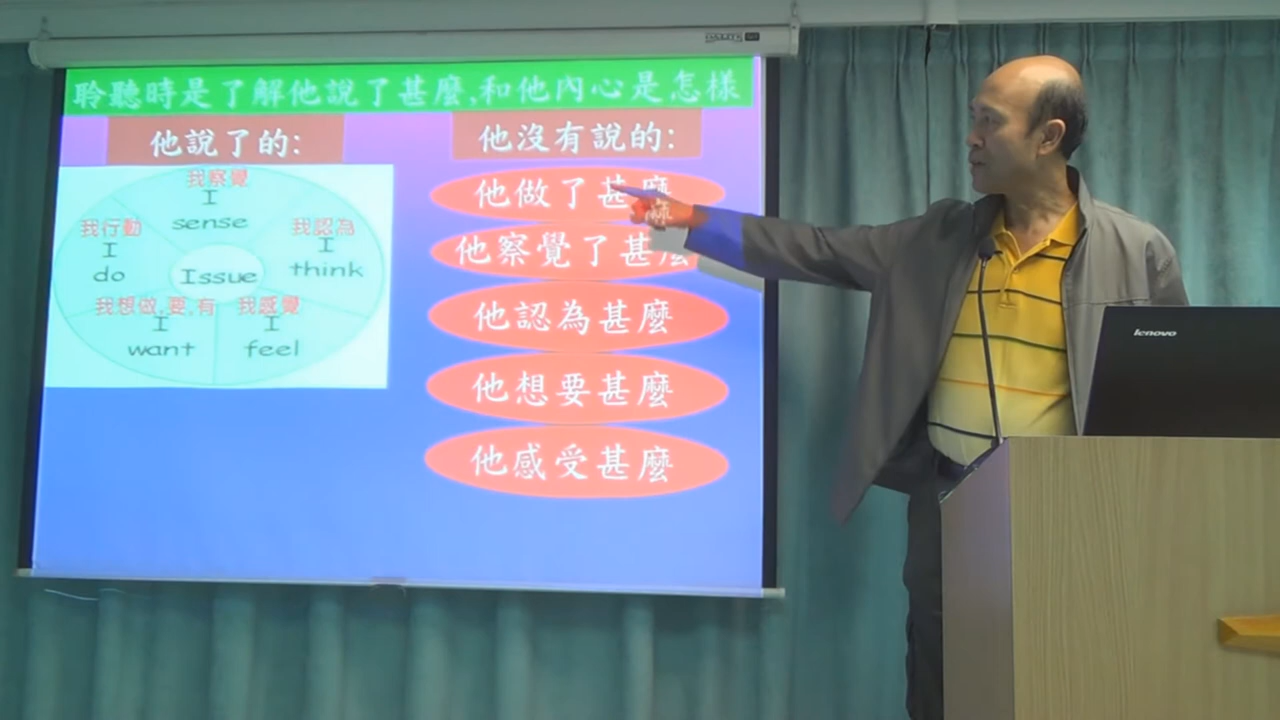 聆聽時是了解他說了甚麼,和他內心是怎樣
他說了的:
我察覺
I
sense
我行動
I
do
我認為
I
think
Issue
我想做,要,有
I
want
我感覺
I
feel
他沒有說的:
他做了甚麼
他察覺了甚麼
他認為甚麼
他想要甚麼
他感受甚麼
lenovo